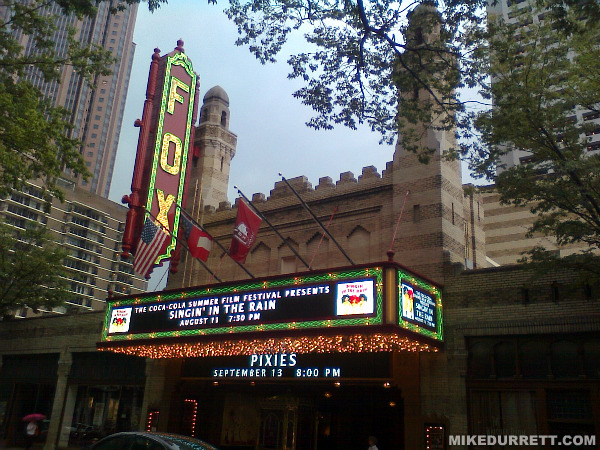 FOX
THE COCA-COLA SUMMER FILM FESTIVAL PRESENTS
SINGIN' IN THE RAIN
AUGUST 11 7:30 PM
PIXIES
SEPTEMBER 13 8:00 PM
MIKEDURRETT.COM